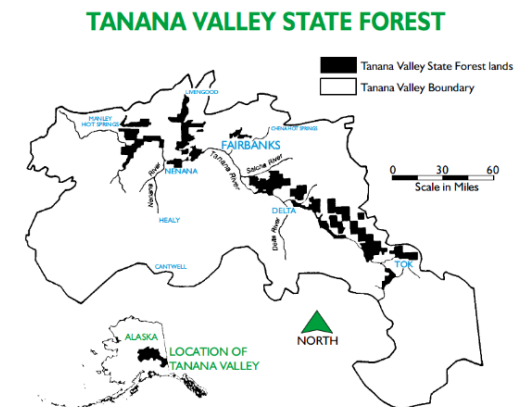 TANANA VALLEY STATE FOREST
Tanana Valley State Forest lands
Tanana Valley Boundary
LIVENGOOD
MANLEY
HOT SPRINGS
CHENA HOT SPRINGS
FAIRBANKS
NENANA
Tanana River
Salcha River
Nenana River
0 30 60
Scale in Miles
DELTA
Delta River
HEALY
CANTWELL
TOK
NORTH
ALASKA
LOCATION OF
TANANA VALLEY